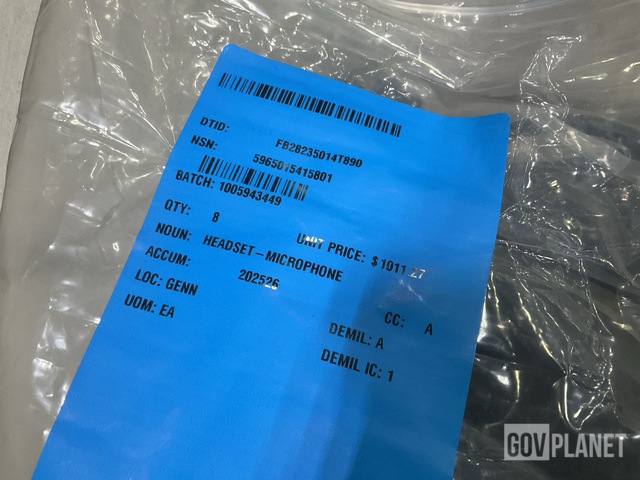 DTID: FB28235014T890
NSN: 5965015415801
BATCH: 1005943449
QTY: 8 UNIT PRICE: $ 1011.27
NOUN: HEADSET-MICROPHONE
ACCUM: 202526
LOC: GENN CC: A
UOM: EA DEMIL: A
DEMIL IC: 1
GOVPLANET